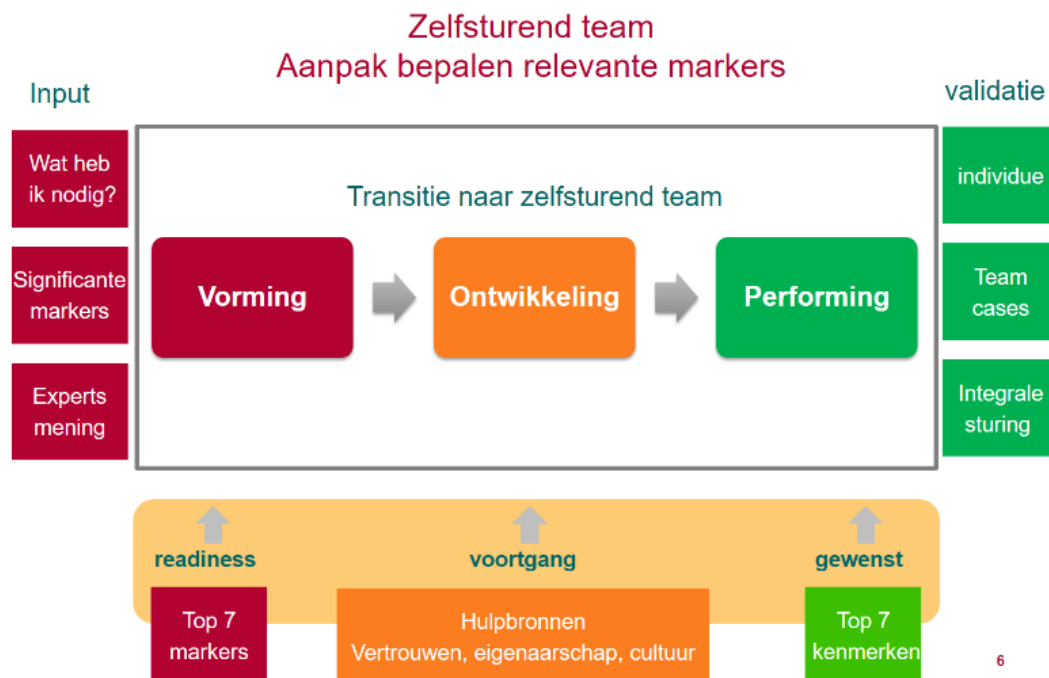 Zelfsturend team
Aanpak bepalen relevante markers
Input
validatie
Wat heb
ik nodig?
Significante
markers
Experts
mening
Transitie naar zelfsturend team
Vorming
Ontwikkeling
Performing
individue
Team
cases
Integrale
sturing
readiness
voortgang
gewenst
Top 7
markers
Hulpbronnen
Vertrouwen, eigenaarschap, cultuur
Top 7
kenmerken
6